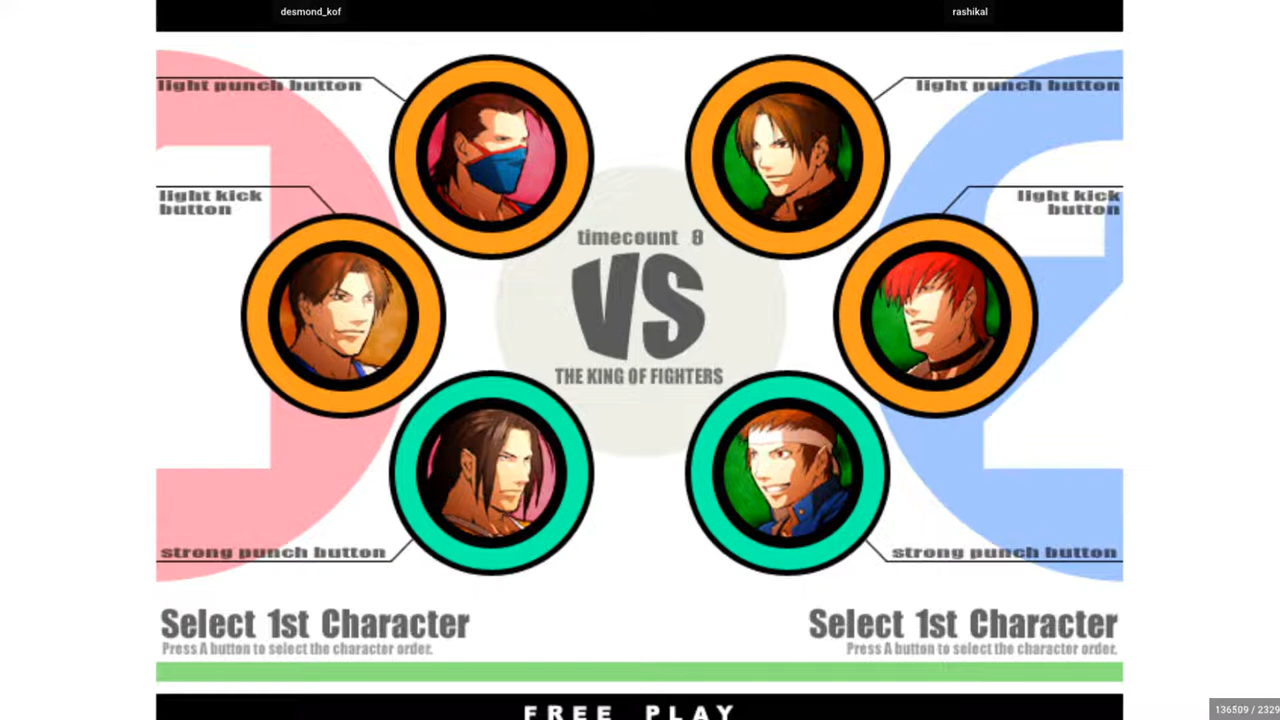 desmond_kof
rashikal
light punch button
light punch button
light kick
button
light kick
button
timecount 8
VS
THE KING OF FIGHTERS
strong punch button
strong punch button
Select 1st Character
Select 1st Character
Press A button to select the character order.
Press A button to select the character order.
FREE PLAY
136509 / 2329
1
2